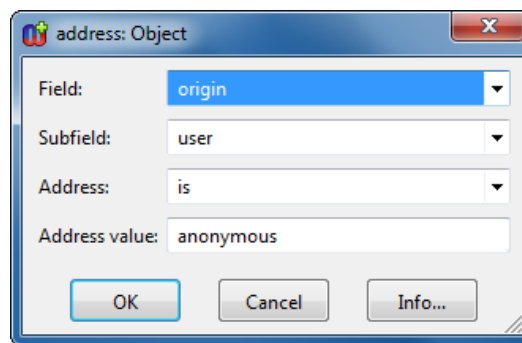 address: Object
Field: origin
Subfield: user
Address: is
Address value: anonymous
OK Cancel Info...